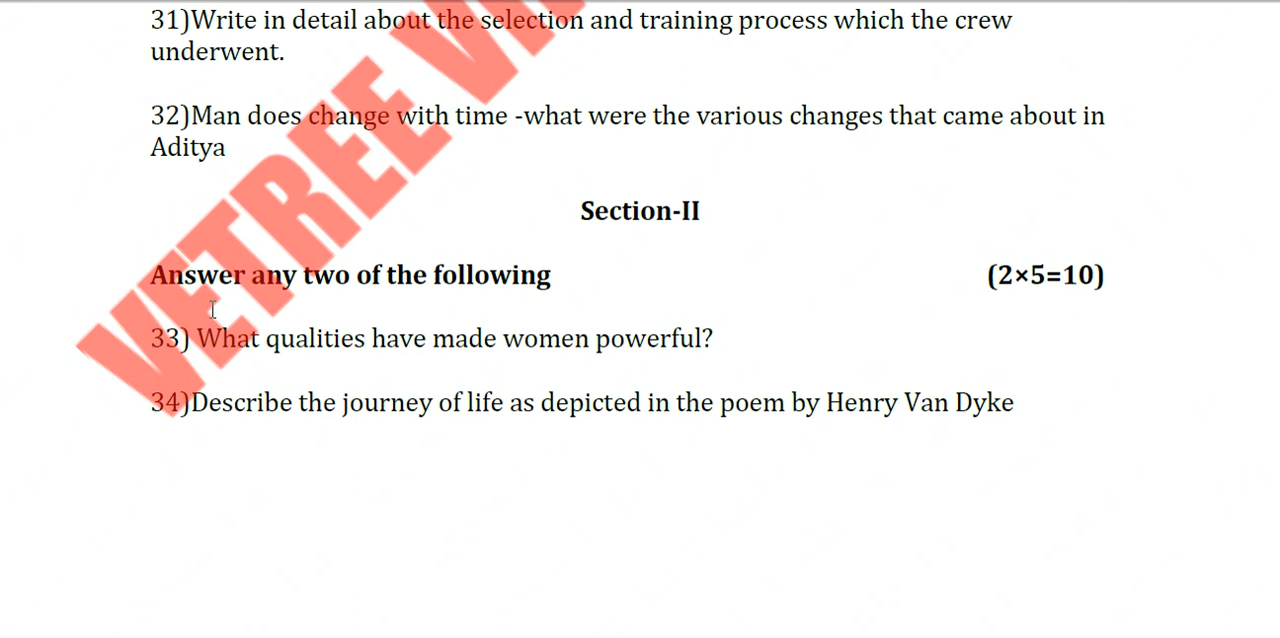 31)Write in detail about the selection and training process which the crew
underwent.
32)Man does change with time -what were the various changes that came about in
Aditya
Section-II
Answer any two of the following (2×5=10)
33) What qualities have made women powerful?
34)Describe the journey of life as depicted in the poem by Henry Van Dyke
VETREE